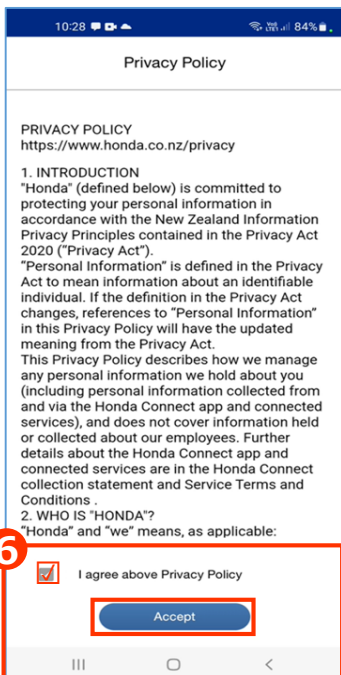 10:28 84%
Privacy Policy
PRIVACY POLICY
https://www.honda.co.nz/privacy
1. INTRODUCTION
"Honda" (defined below) is committed to
protecting your personal information in
accordance with the New Zealand Information
Privacy Principles contained in the Privacy Act
2020 ("Privacy Act").
"Personal Information" is defined in the Privacy
Act to mean information about an identifiable
individual. If the definition in the Privacy Act
changes, references to "Personal Information"
in this Privacy Policy will have the updated
meaning from the Privacy Act.
This Privacy Policy describes how we manage
any personal information we hold about you
(including personal information collected from
and via the Honda Connect app and connected
services), and does not cover information held
or collected about our employees. Further
details about the Honda Connect app and
connected services are in the Honda Connect
collection statement and Service Terms and
Conditions .
2. WHO IS "HONDA"?
"Honda" and "we" means, as applicable:
6
I agree above Privacy Policy
Accept